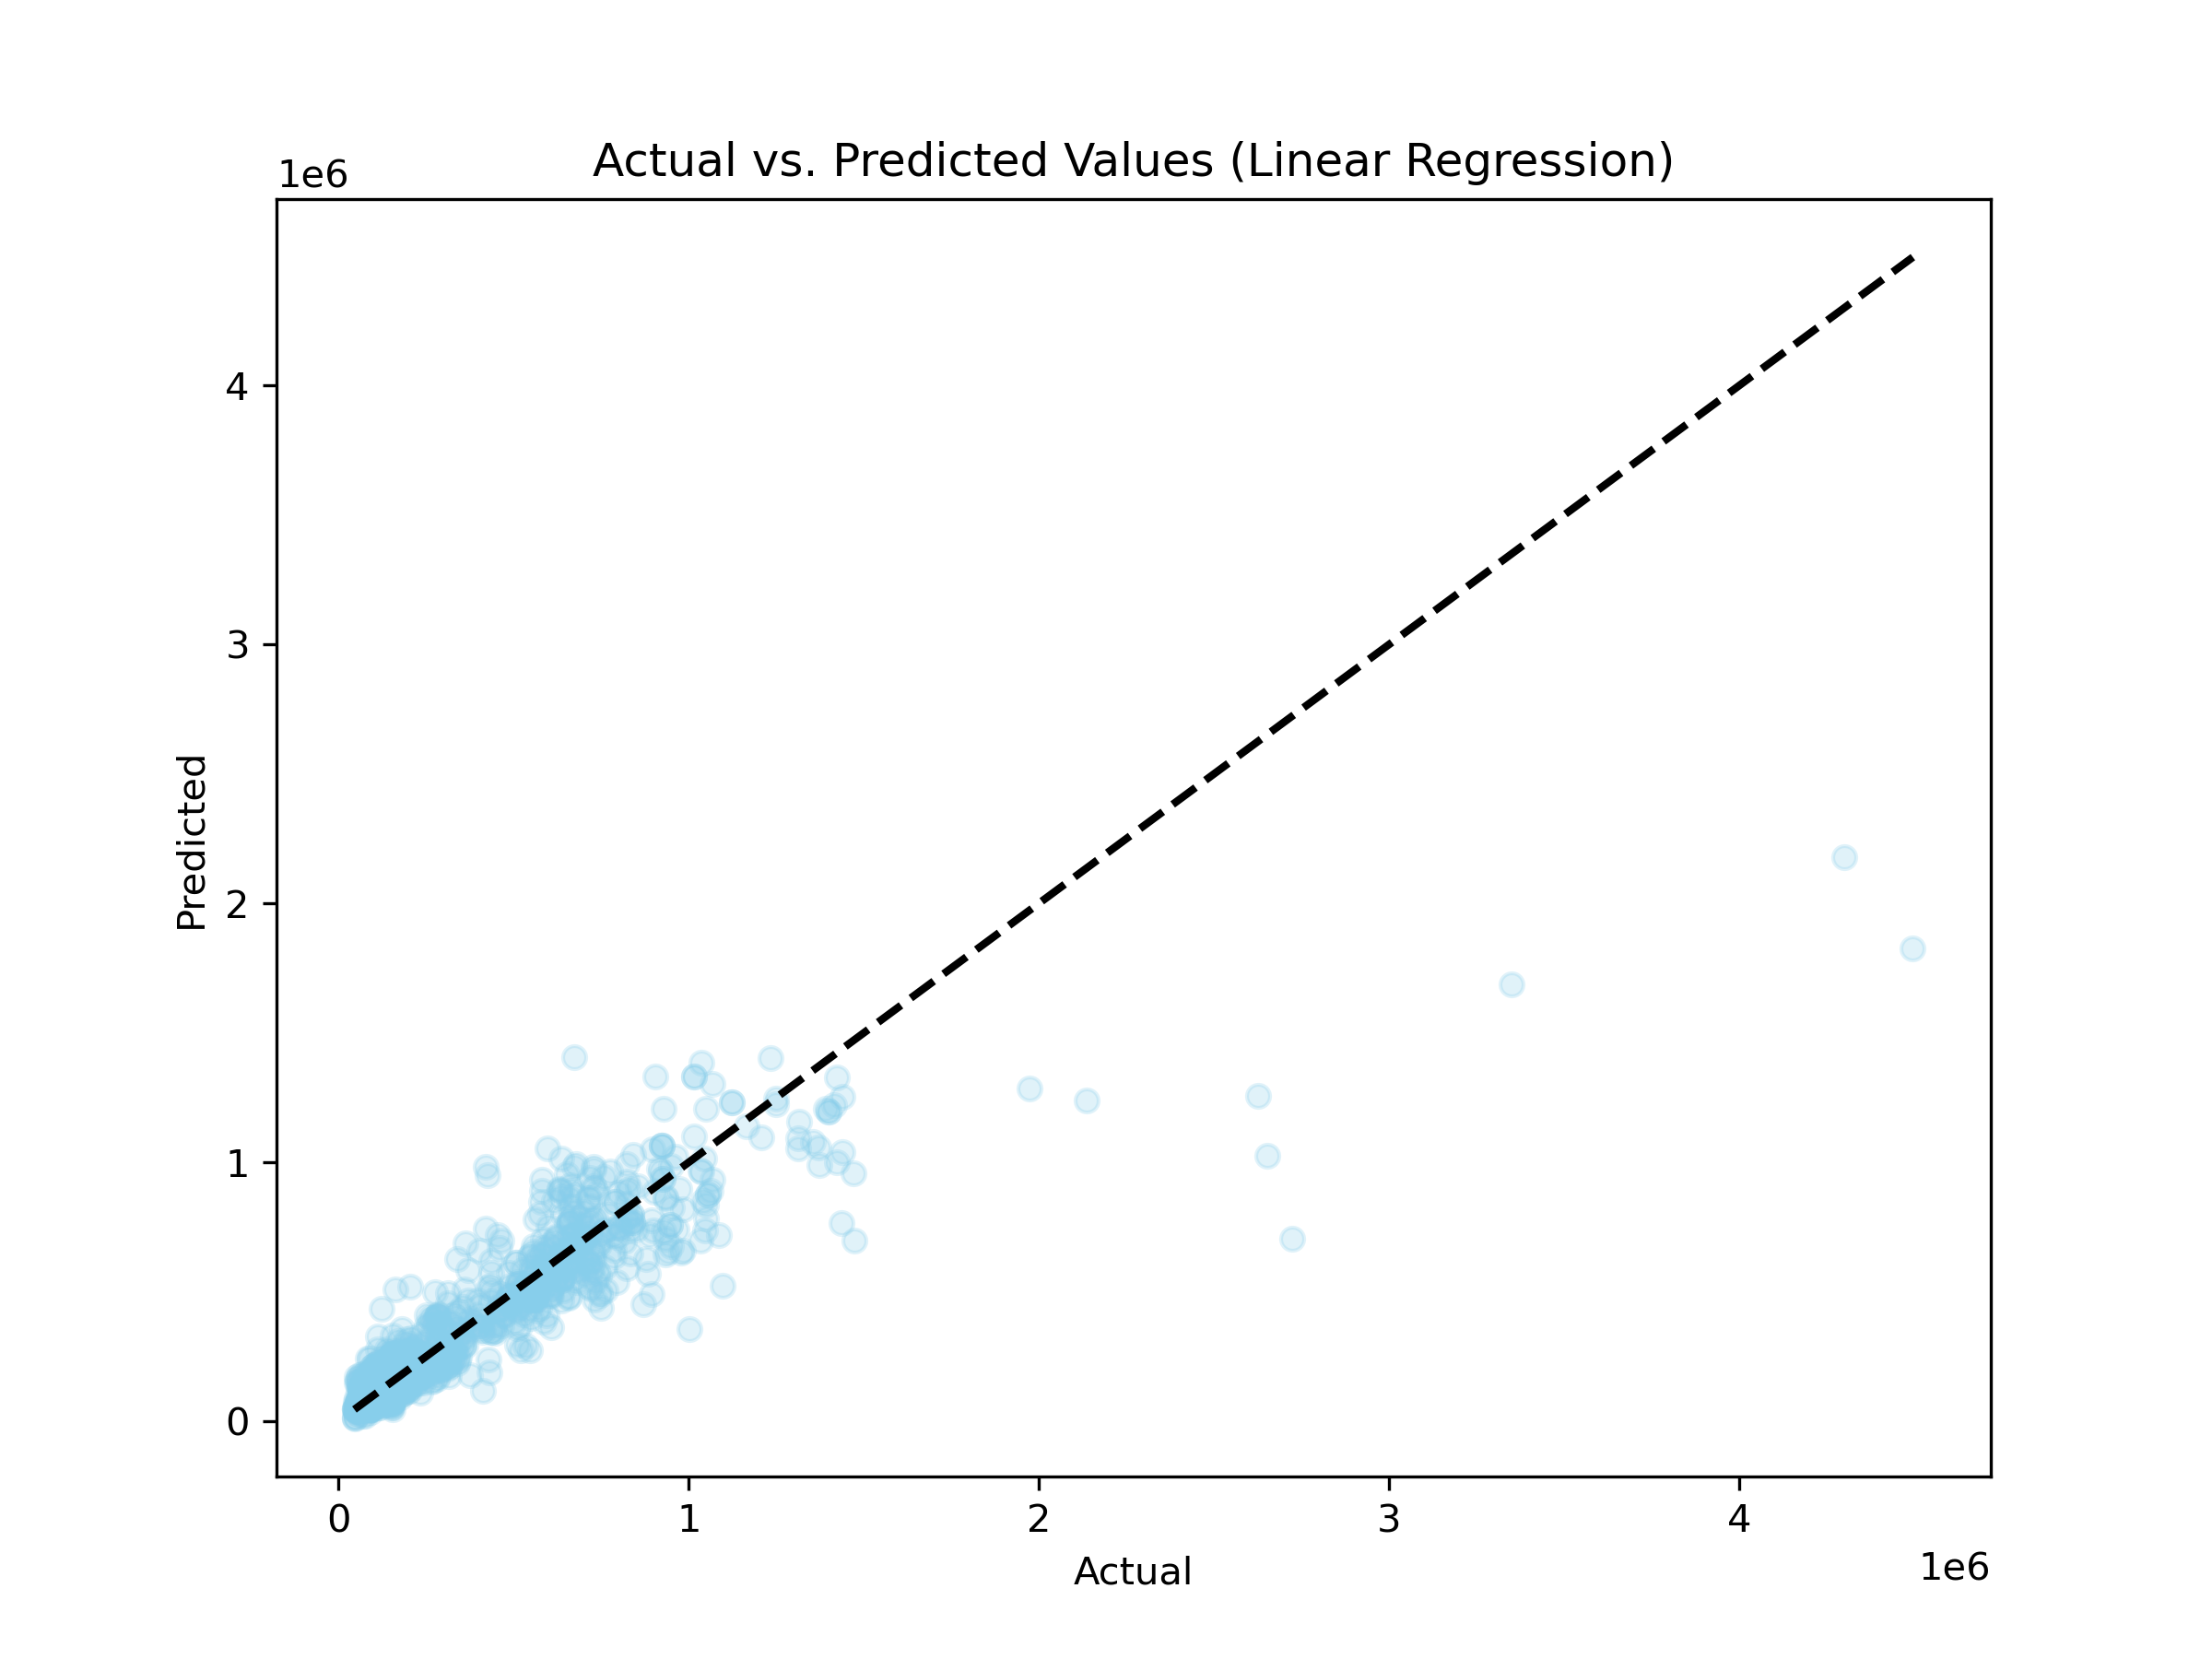 Actual vs. Predicted Values (Linear Regression)
1e6
4
3
2
1
0
Predicted
0 1 2 3 4
Actual
1e6